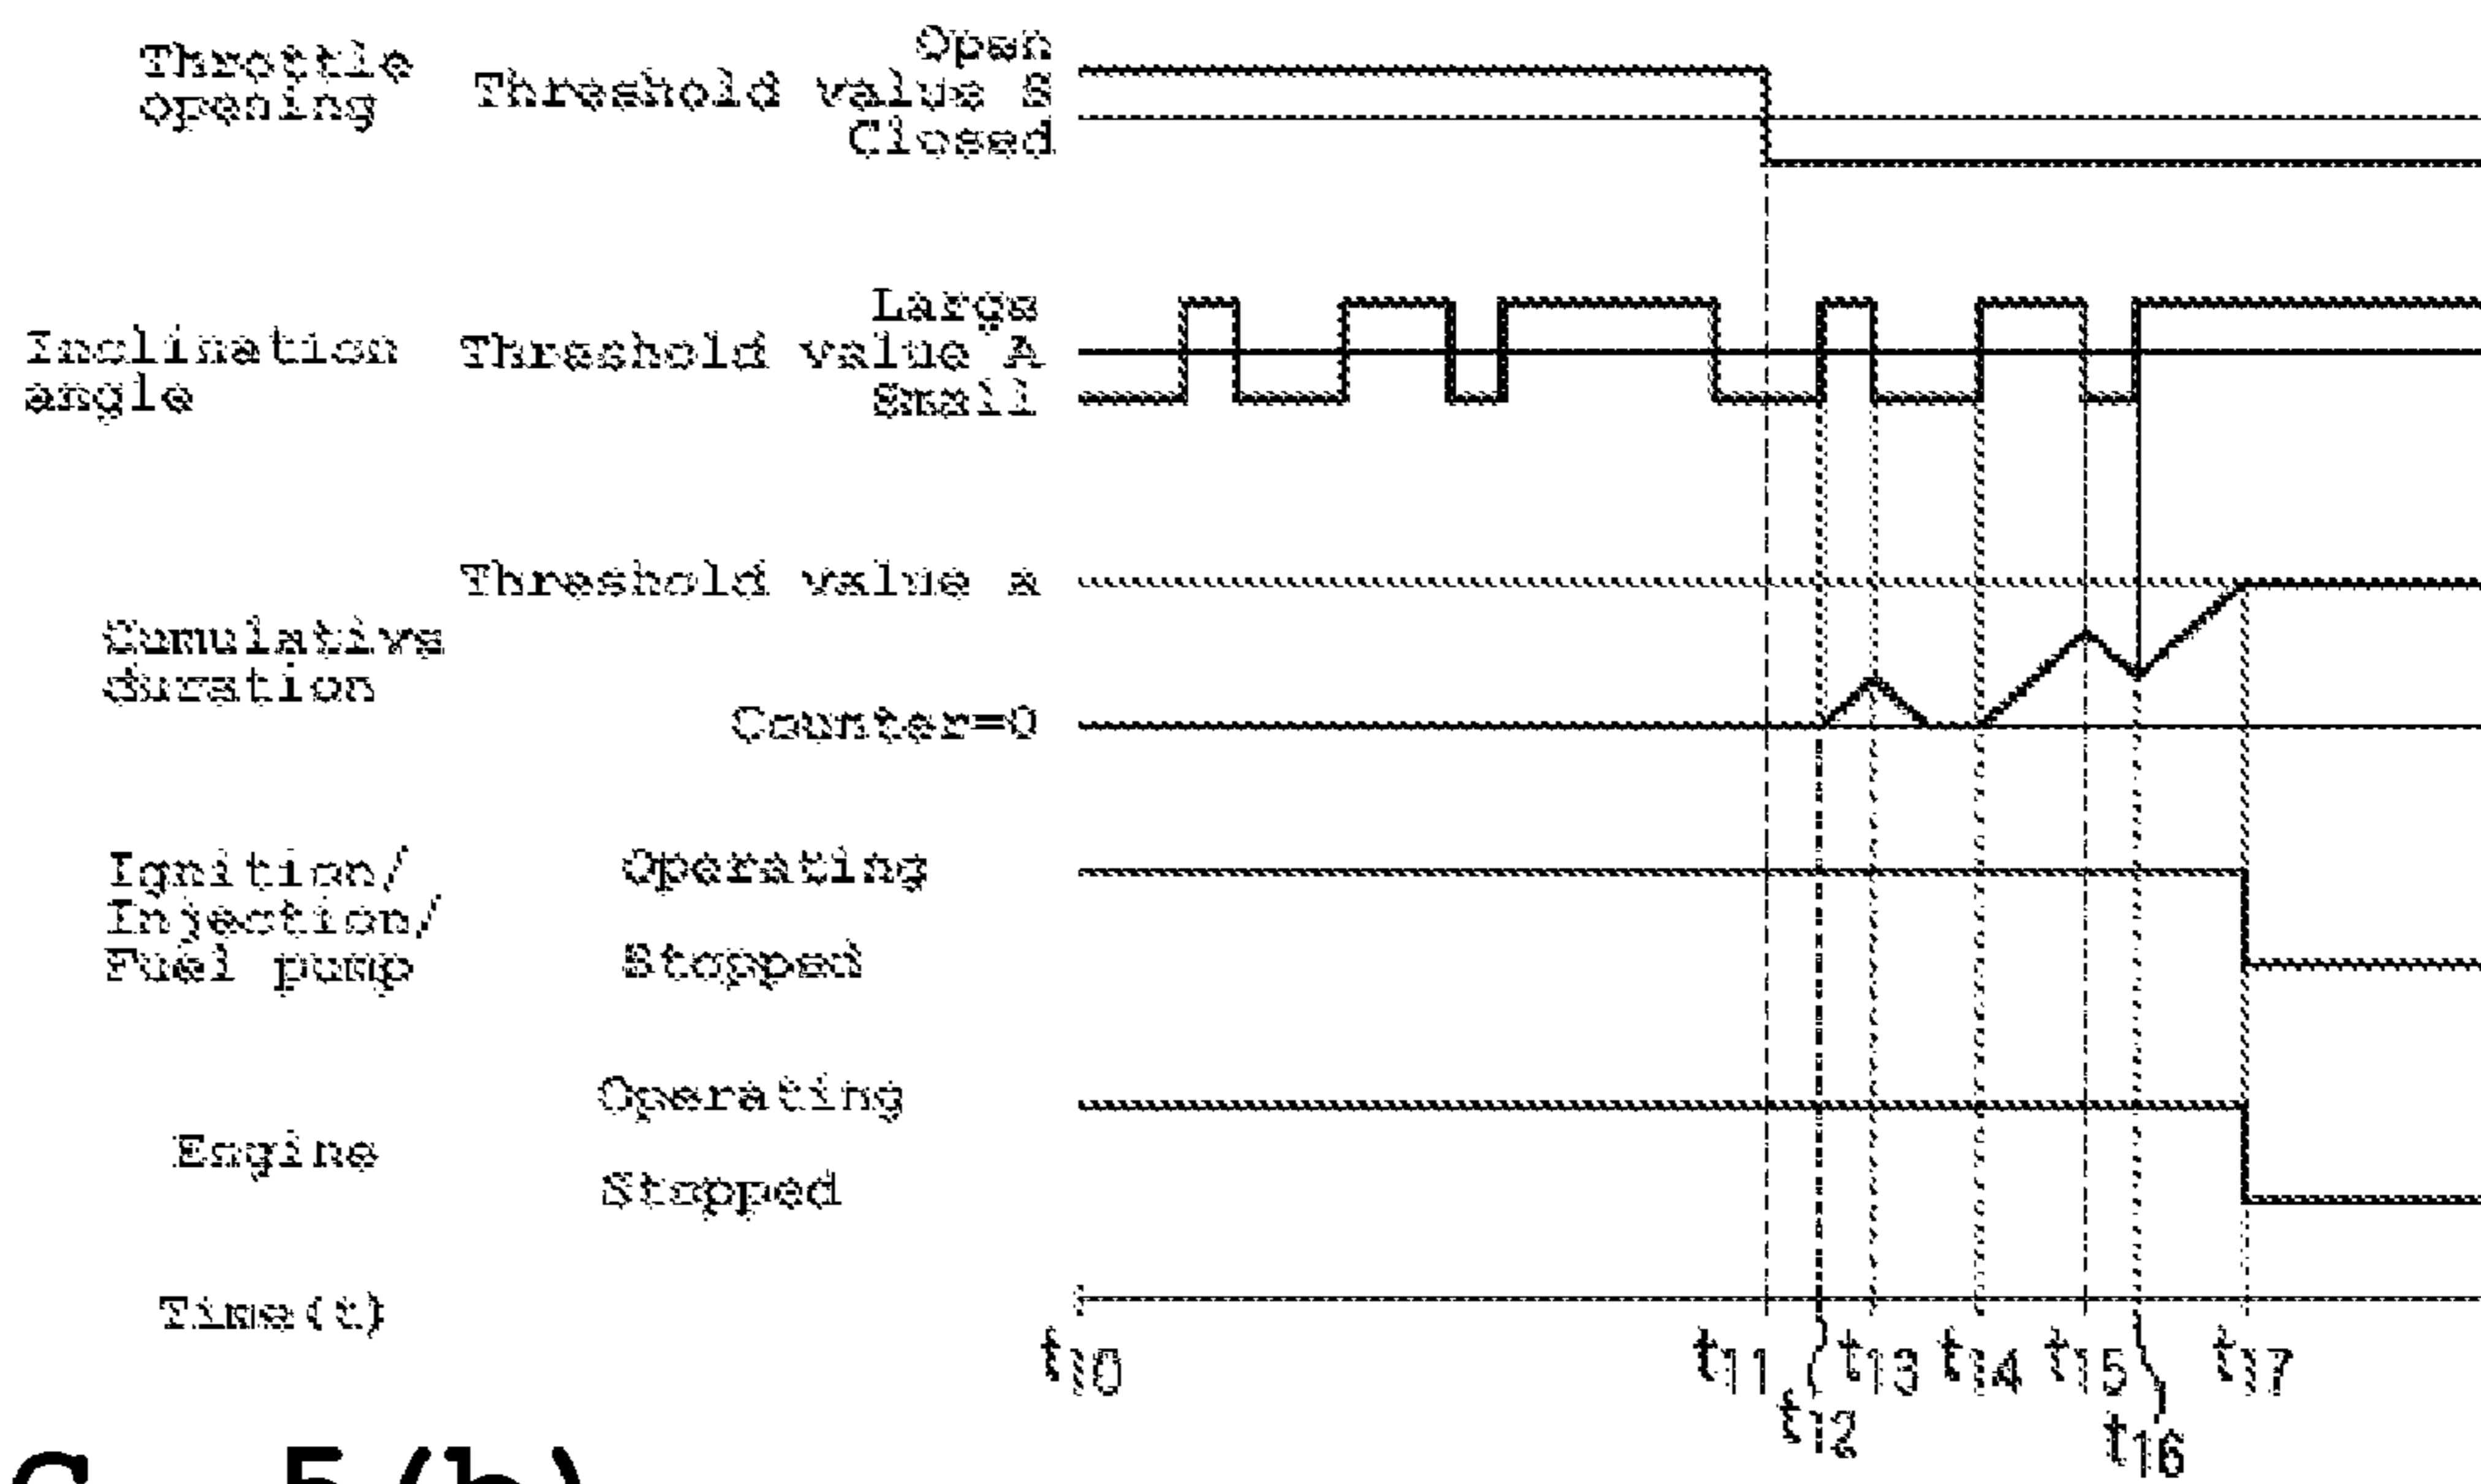 Throttle
opening
Open
Threshold value S
Closed
Inclination
angle
Large
Threshold value A
Small
Threshold value a
Cumulative
duration
Counter=0
Ignition/
Injection/
Fuel pump
Operating
Stopped
Engine
Operating
Stopped
Time(t)
t10
t11
t12
t13
t14
t15
t16
t17
5(b)